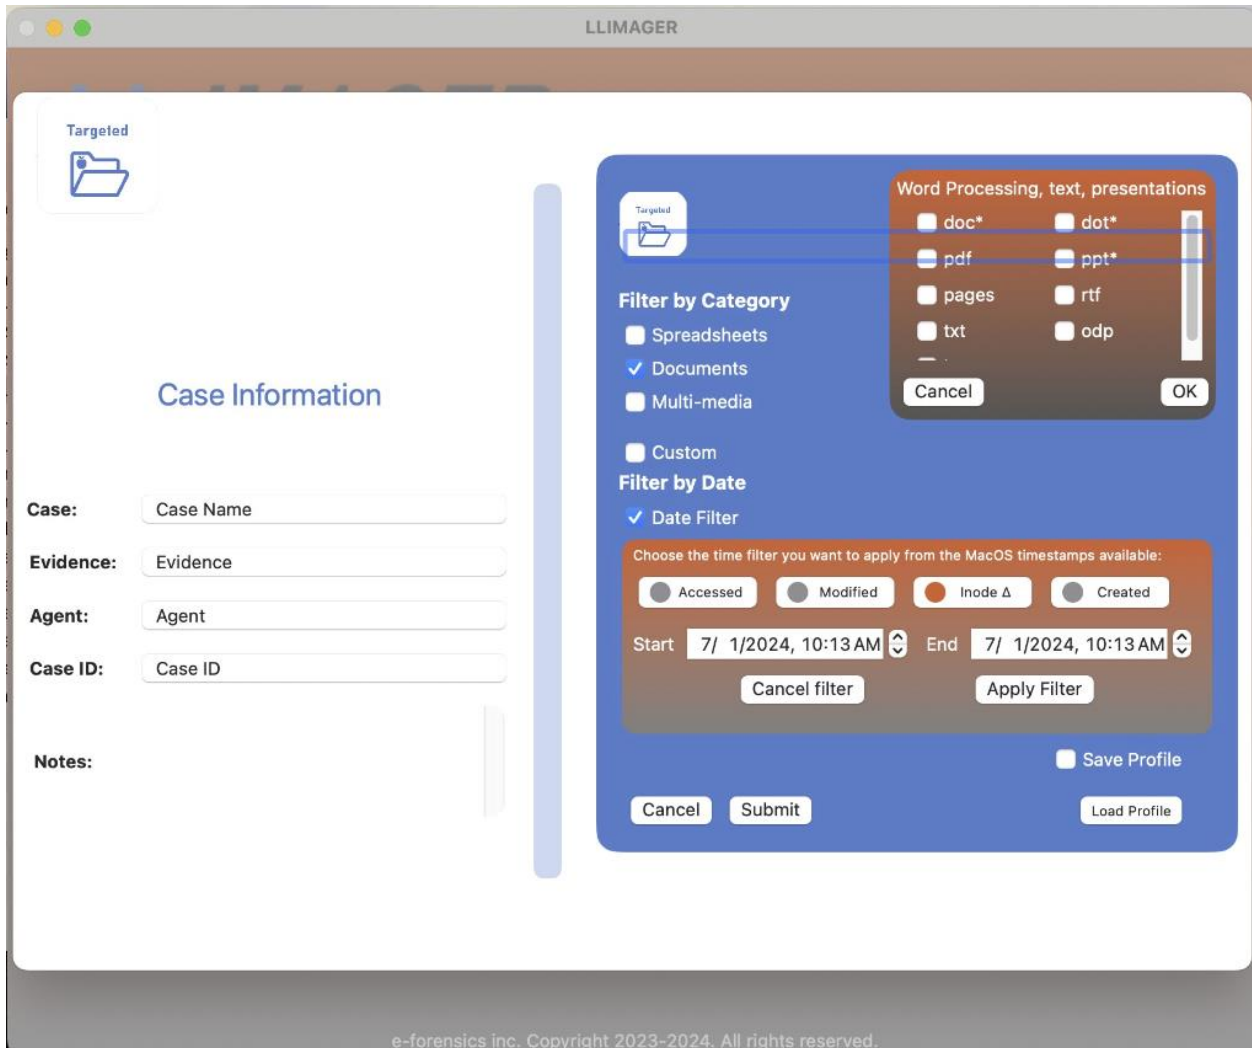 LLIMAGER
Targeted
Case Information
Case: Case Name
Evidence: Evidence
Agent: Agent
Case ID: Case ID
Notes:
Targeted
Word Processing, text, presentations
doc* dot*
pdf ppt*
pages rtf
txt odp
Cancel OK
Filter by Category
Spreadsheets
Documents
Multi-media
Custom
Filter by Date
Date Filter
Choose the time filter you want to apply from the MacOS timestamps available:
Accessed Modified Inode Δ Created
Start 7/ 1/2024, 10:13 AM End 7/ 1/2024, 10:13 AM
Cancel filter Apply Filter
Save Profile
Cancel Submit Load Profile
e-forensics inc. Copyright 2023-2024. All rights reserved.